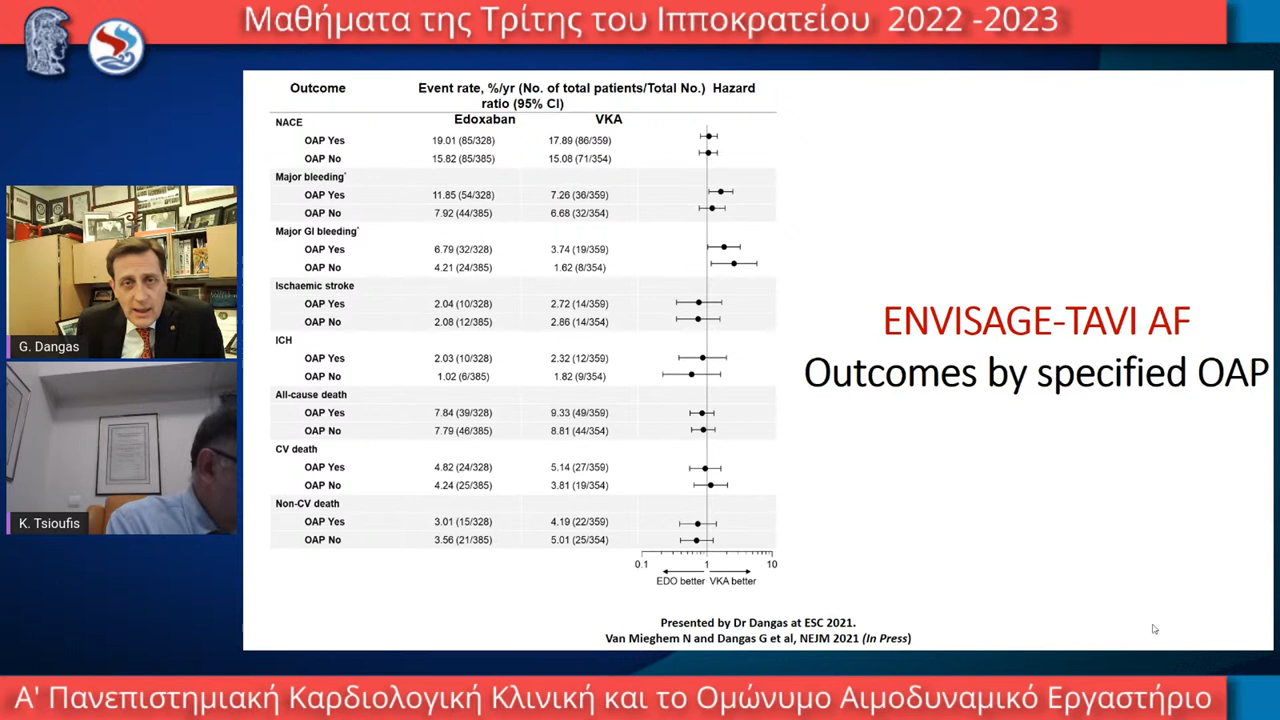 Μαθήματα της Τρίτης του Ιπποκρατείου 2022 -2023
Outcome Event rate, %/yr (No. of total patients/Total No.) Hazard
ratio (95% CI)
Edoxaban VKA
NACE
OAP Yes 19.01 (85/328) 17.89 (86/359)
OAP No 15.82 (85/385) 15.08 (71/354)
Major bleeding*
OAP Yes 11.85 (54/328) 7.26 (36/359)
OAP No 7.92 (44/385) 6.68 (32/354)
Major GI bleeding*
OAP Yes 6.79 (32/328) 3.74 (19/359)
OAP No 4.21 (24/385) 1.62 (8/354)
Ischaemic stroke
OAP Yes 2.04 (10/328) 2.72 (14/359)
OAP No 2.08 (12/385) 2.86 (14/354)
ICH
OAP Yes 2.03 (10/328) 2.32 (12/359)
OAP No 1.02 (6/385) 1.82 (9/354)
All-cause death
OAP Yes 7.84 (39/328) 9.33 (49/359)
OAP No 7.79 (46/385) 8.81 (44/354)
CV death
OAP Yes 4.82 (24/328) 5.14 (27/359)
OAP No 4.24 (25/385) 3.81 (19/354)
Non-CV death
OAP Yes 3.01 (15/328) 4.19 (22/359)
OAP No 3.56 (21/385) 5.01 (25/354)
0.1 1 10
EDO better VKA better
ENVISAGE-TAVI AF
Outcomes by specified OAP
Presented by Dr Dangas at ESC 2021.
Van Mieghem N and Dangas G et al, NEJM 2021 (In Press)
G. Dangas
K. Tsioufis
Α' Πανεπιστημιακή Καρδιολογική Κλινική και το Ομώνυμο Αιμοδυναμικό Εργαστήριο